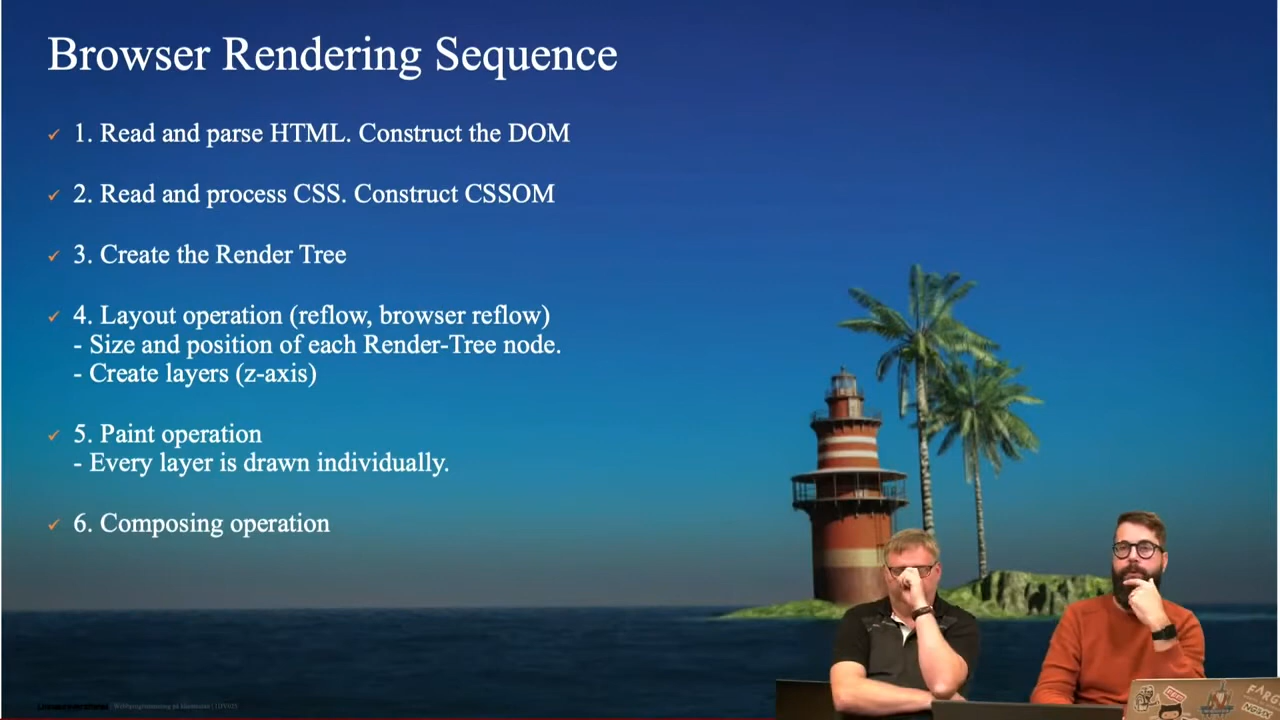 Browser Rendering Sequence
1. Read and parse HTML. Construct the DOM
2. Read and process CSS. Construct CSSOM
3. Create the Render Tree
4. Layout operation (reflow, browser reflow)
- Size and position of each Render-Tree node.
- Create layers (z-axis)
5. Paint operation
- Every layer is drawn individually.
6. Composing operation